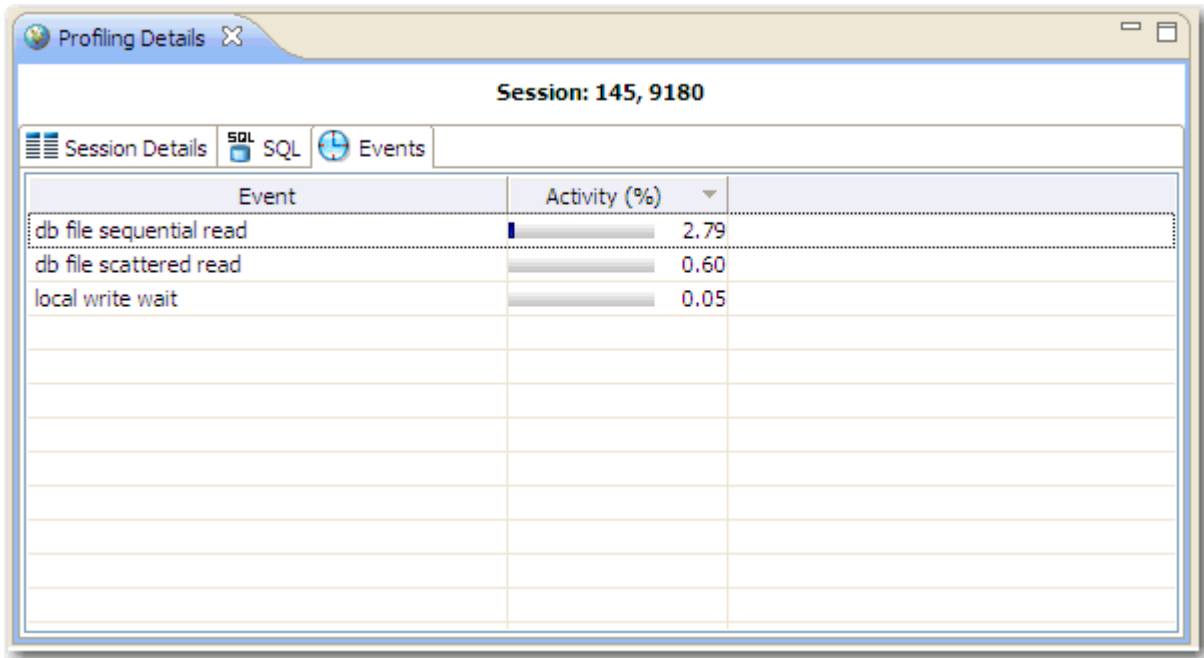 Profiling Details
Session: 145, 9180
Session Details SQL SQL Events
Event Activity (%)
db file sequential read 2.79
db file scattered read 0.60
local write wait 0.05